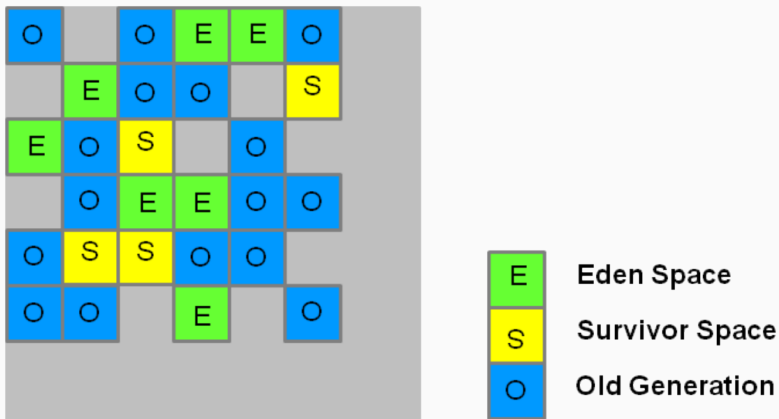 O O E E O
E O O S
E O S O
O E E O O
O S S O O
O O E O
E Eden Space
S Survivor Space
O Old Generation